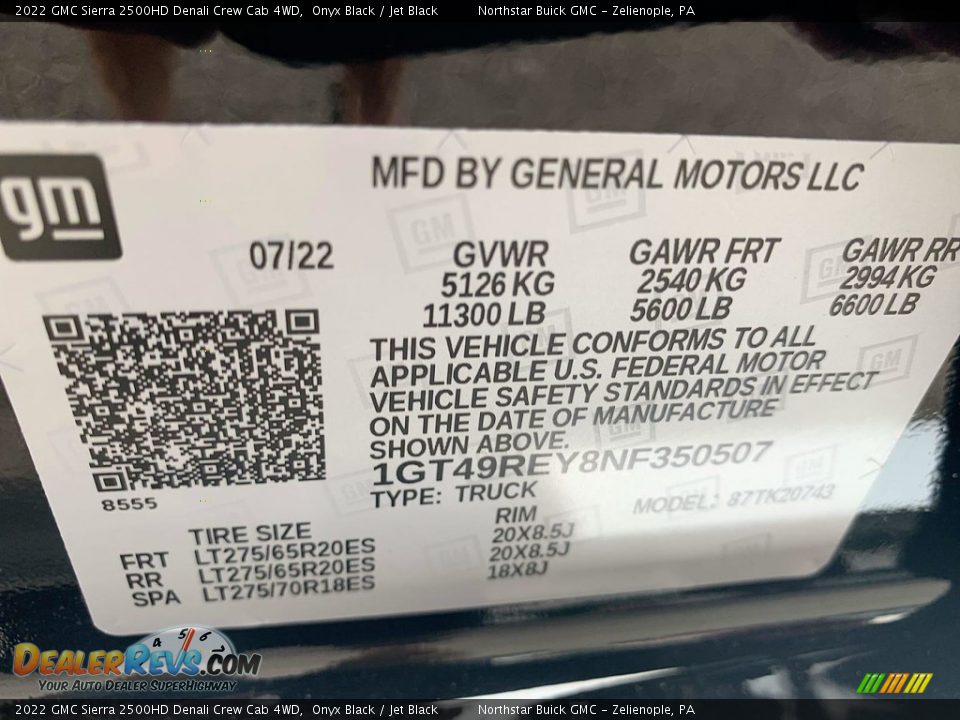 2022 GMC Sierra 2500HD Denali Crew Cab 4WD, Onyx Black / Jet Black Northstar Buick GMC - Zelienople, PA
gm
MFD BY GENERAL MOTORS LLC
07/22 GVWR GAWR FRT GAWR RR
5126 KG 2540 KG 2994 KG
11300 LB 5600 LB 6600 LB
THIS VEHICLE CONFORMS TO ALL
APPLICABLE U.S. FEDERAL MOTOR
VEHICLE SAFETY STANDARDS IN EFFECT
ON THE DATE OF MANUFACTURE
SHOWN ABOVE.
1GT49REY8NF350507
8555
TYPE: TRUCK MODEL: 87TK20743
TIRE SIZE RIM
FRT LT275/65R20ES 20X8.5J
RR LT275/65R20ES 20X8.5J
SPA LT275/70R18ES 18X8J
4 5 6
DealerRevs.com
Your Auto Dealer SuperHighway
2022 GMC Sierra 2500HD Denali Crew Cab 4WD, Onyx Black / Jet Black Northstar Buick GMC - Zelienople, PA